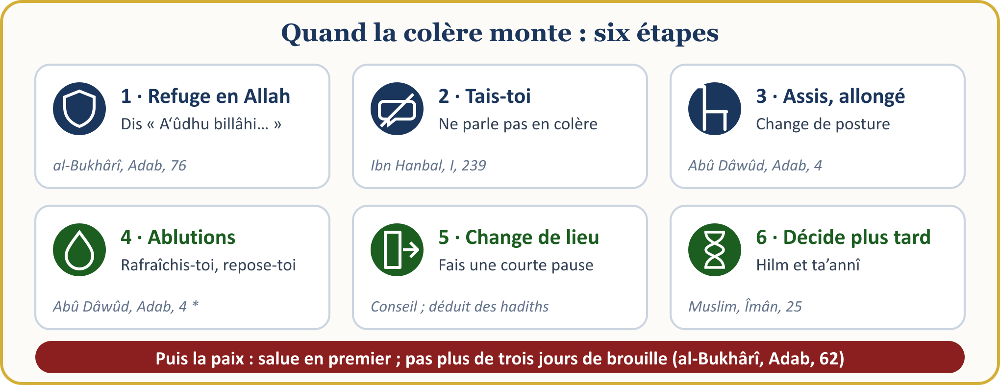 Quand la colère monte : six étapes
1 · Refuge en Allah
Dis « A‘ûdhu billâhi… »
al-Bukhârî, Adab, 76
2 · Tais-toi
Ne parle pas en colère
Ibn Hanbal, I, 239
3 · Assis, allongé
Change de posture
Abû Dâwûd, Adab, 4
4 · Ablutions
Rafraîchis-toi, repose-toi
Abû Dâwûd, Adab, 4 *
5 · Change de lieu
Fais une courte pause
Conseil ; déduit des hadiths
6 · Décide plus tard
Hilm et ta’annî
Muslim, Îmân, 25
Puis la paix : salue en premier ; pas plus de trois jours de brouille (al-Bukhârî, Adab, 62)